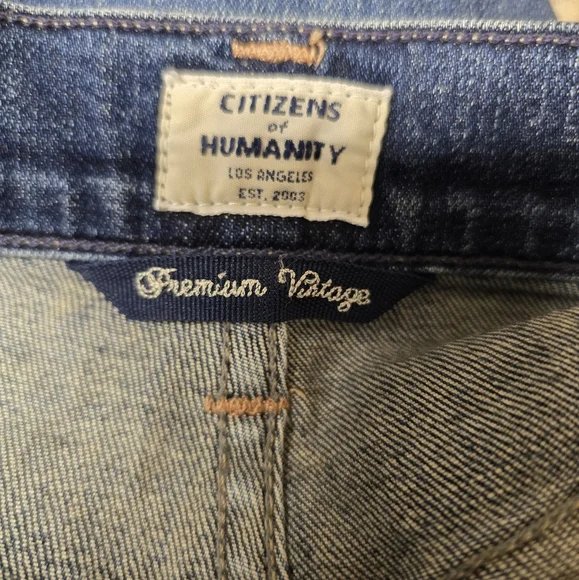 CITIZENS
of
HUMANITY
LOS ANGELES
EST. 2003
Premium Vintage